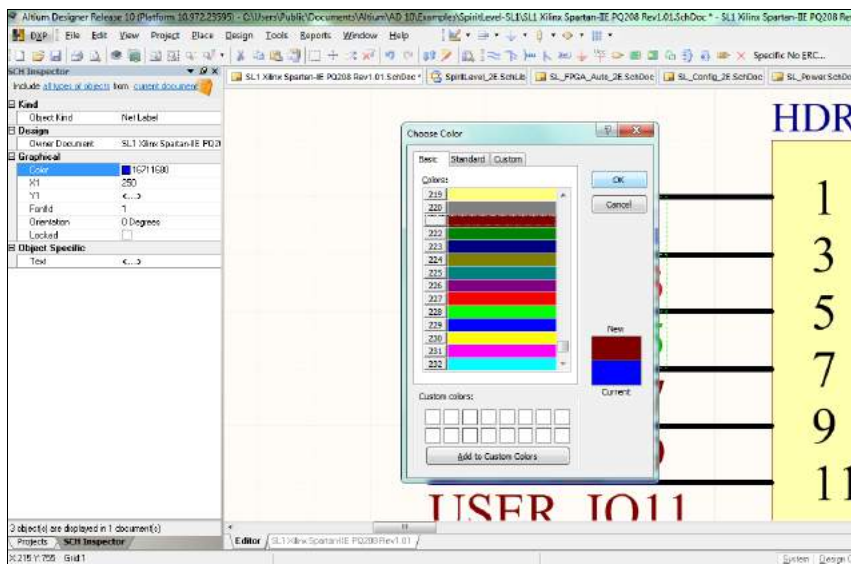 Altium Designer Release 10 (Platform 10.972.23595) - C:\Users\Public\Documents\Altium\AD 10\Examples\SpiritLevel-SL1\SL1 Xilinx Spartan-IIE PQ208 Rev1.01.SchDoc * - SL1 Xilinx Spartan-IIE PQ208 Rev
DXP File Edit View Project Place Design Tools Reports Window Help
Specific No ERC...
SCH Inspector
SL1 Xilinx Spartan-IIE PQ208 Rev1.01.SchDoc * SpiritLevel_2E.SchLib SL_FPGA_Auto_2E.SchDoc SL_Config_2E.SchDoc SL_Power.SchDoc
Include all types of objects from current document
Kind
Object Kind Net Label
Design
Owner Document SL1 Xilinx Spartan-IIE PQ2
Graphical
Color 16711680
X1 250
Y1 <...>
FontId 1
Orientation 0 Degrees
Locked
Object Specific
Text <...>
HDR
1
3
5
7
9
11
Choose Color
Basic Standard Custom
Colors:
219
220
222
223
224
225
226
227
228
229
230
231
232
OK
Cancel
New
Current
Custom colors:
Add to Custom Colors
USER_IO11
3 object(s) are displayed in 1 document(s)
Projects SCH Inspector
Editor SL1 Xilinx Spartan-IIE PQ208 Rev1.01
X:215 Y:755 Grid:1
System